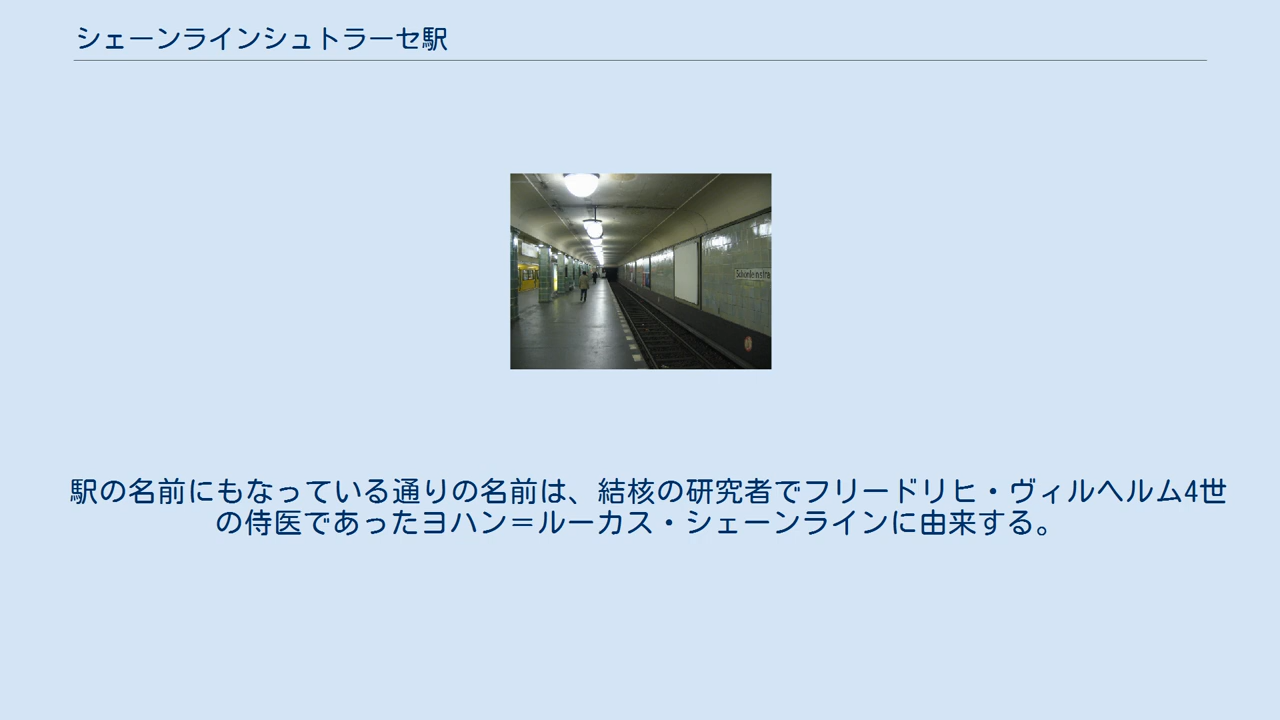 シェーンラインシュトラーセ駅
駅の名前にもなっている通りの名前は、結核の研究者でフリードリヒ・ヴィルヘルム4世
の侍医であったヨハン＝ルーカス・シェーンラインに由来する。